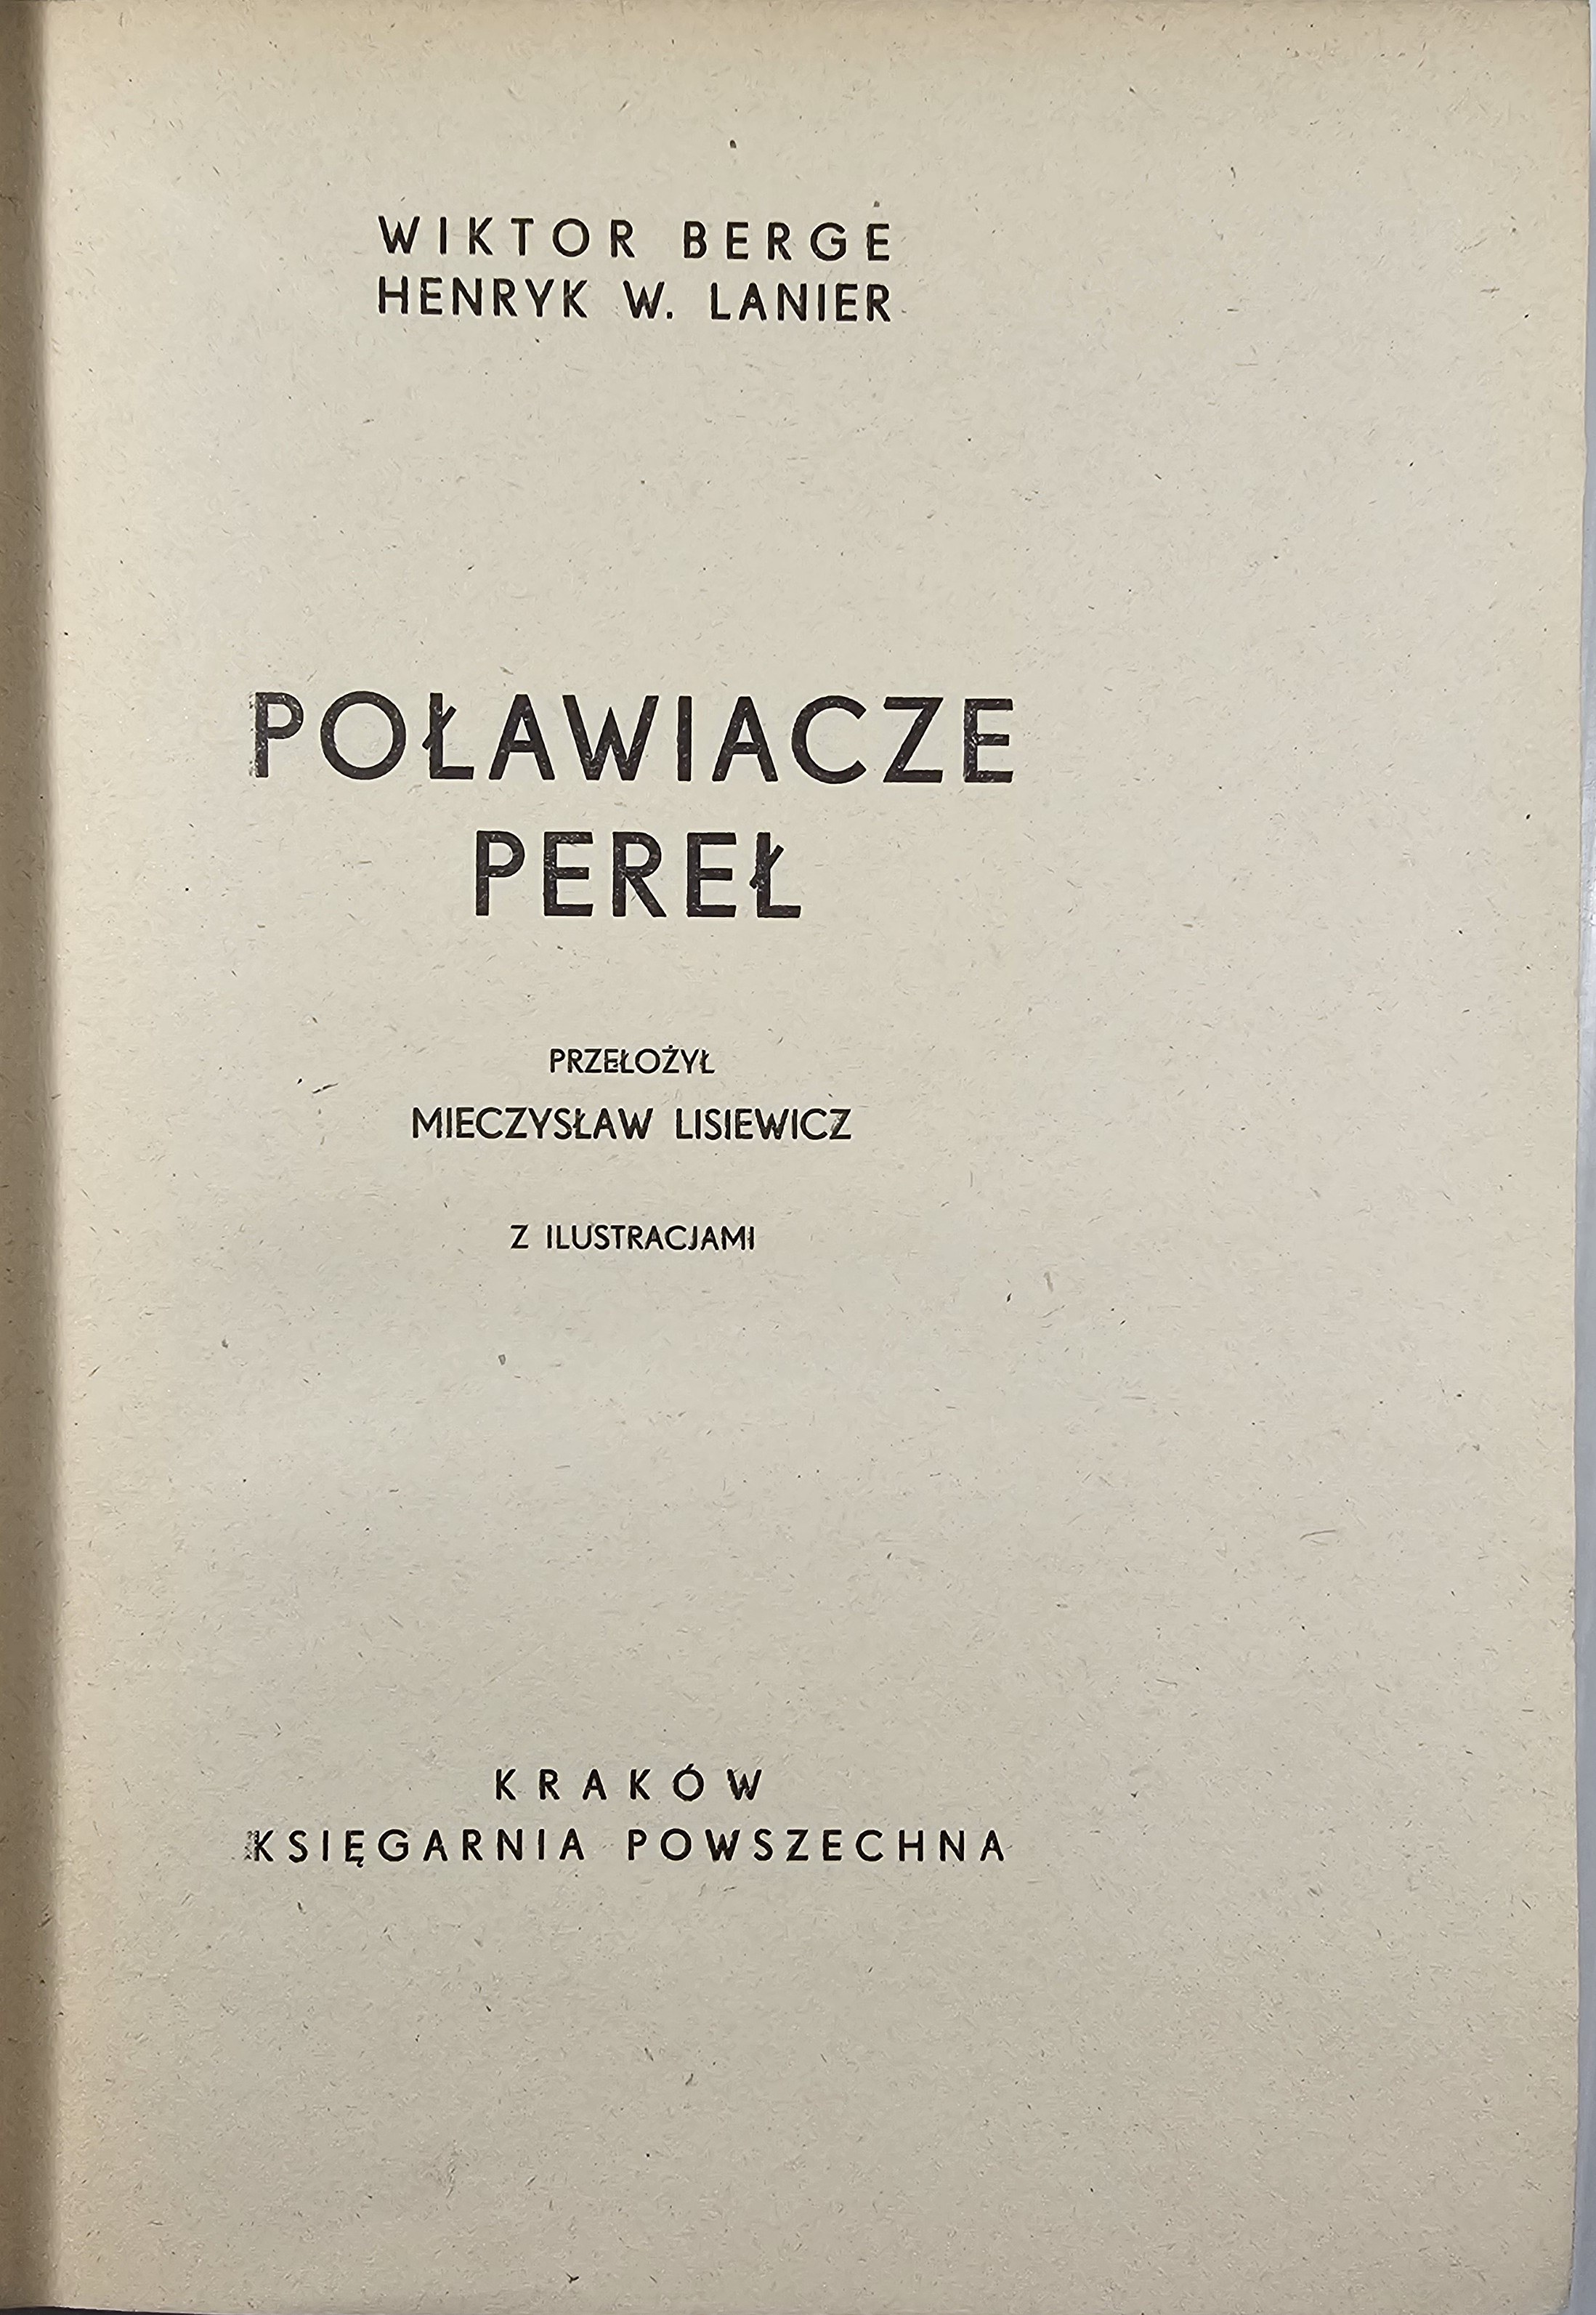 WIKTOR BERGE
HENRYK W. LANIER
POŁAWIACZE
PEREŁ
PRZEŁOŻYŁ
MIECZYSŁAW LISIEWICZ
Z ILUSTRACJAMI
KRAKÓW
KSIĘGARNIA POWSZECHNA